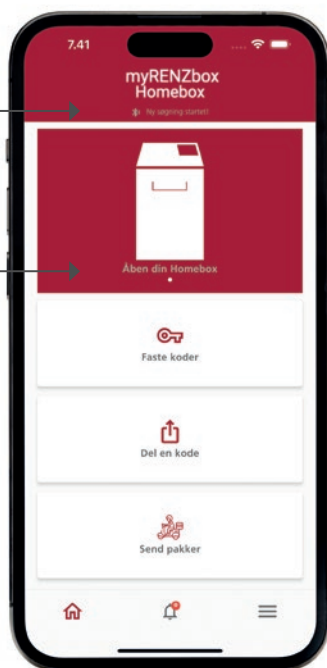 7.41
myRENZbox
Homebox
Ny søgning startet!
Åben din Homebox
Faste koder
Del en kode
Send pakker